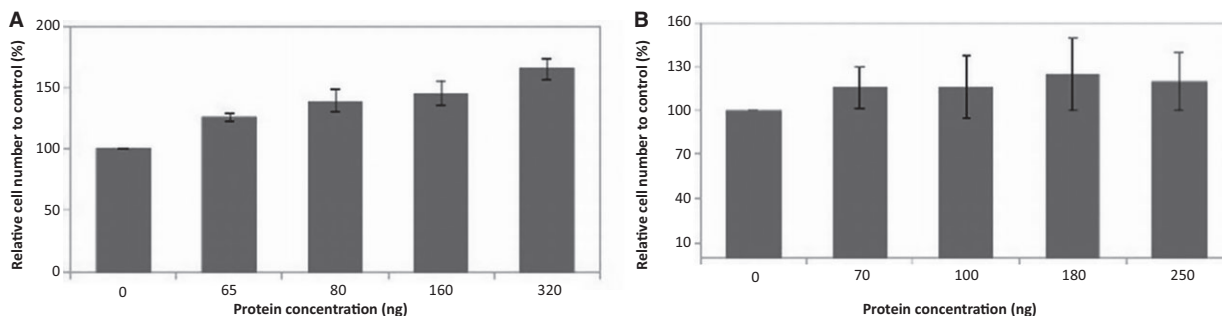 A
Relative cell number to control (%)
200
150
100
50
0
0 65 80 160 320
Protein concentration (ng)
B
Relative cell number to control (%)
160
130
100
70
40
10
0 70 100 180 250
Protein concentration (ng)